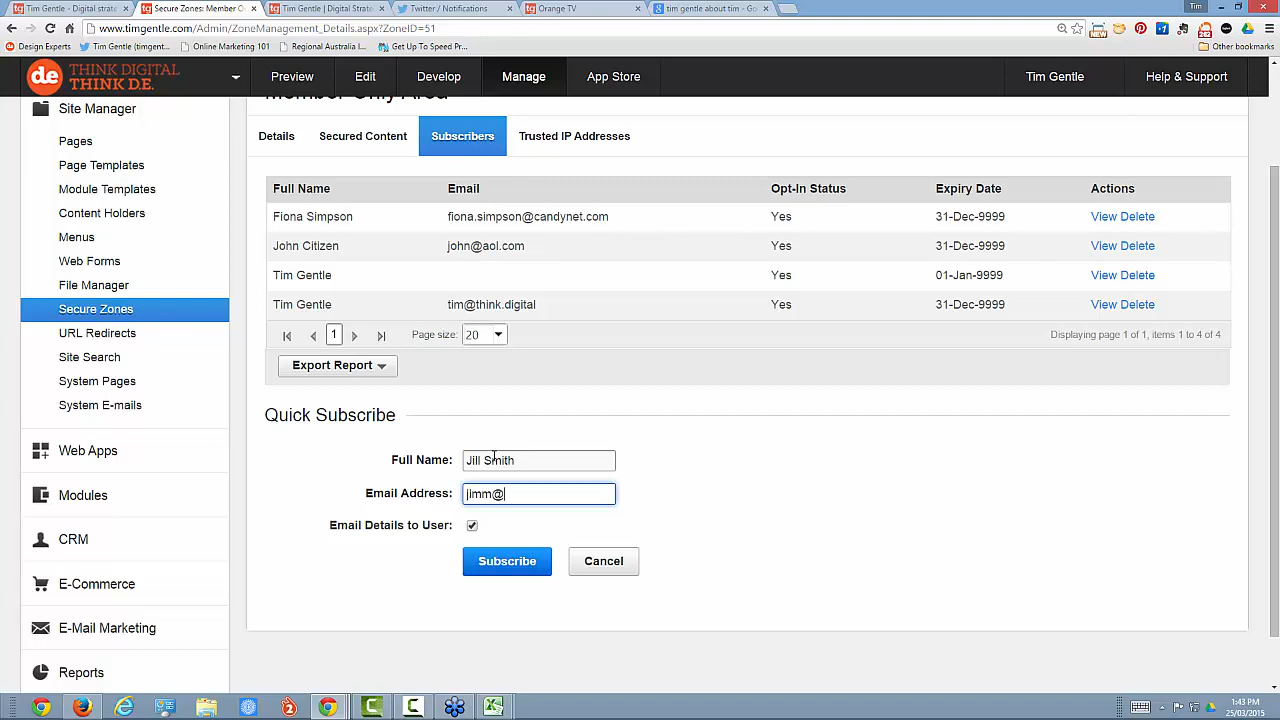 Tim Gentle - Digital strate
Secure Zones: Member O
Tim Gentle | Digital Strate
Twitter / Notifications
Orange TV
tim gentle about tim - Go
Tim
www.timgentle.com/Admin/ZoneManagement_Details.aspx?ZoneID=51
Design Experts
Tim Gentle (timgent...
Online Marketing 101
Regional Australia I...
Get Up To Speed Pr...
Other bookmarks
de THINK DIGITAL
THINK D.E.
Preview
Edit
Develop
Manage
App Store
Tim Gentle
Help & Support
Member Only Area
Site Manager
Pages
Page Templates
Module Templates
Content Holders
Menus
Web Forms
File Manager
Secure Zones
URL Redirects
Site Search
System Pages
System E-mails
Web Apps
Modules
CRM
E-Commerce
E-Mail Marketing
Reports
Details Secured Content Subscribers Trusted IP Addresses
Full Name Email Opt-In Status Expiry Date Actions
Fiona Simpson fiona.simpson@candynet.com Yes 31-Dec-9999 View Delete
John Citizen john@aol.com Yes 31-Dec-9999 View Delete
Tim Gentle Yes 01-Jan-9999 View Delete
Tim Gentle tim@think.digital Yes 31-Dec-9999 View Delete
1 Page size: 20 Displaying page 1 of 1, items 1 to 4 of 4
Export Report
Quick Subscribe
Full Name: Jill Smith
Email Address: jimm@
Email Details to User:
Subscribe Cancel
1:43 PM
25/03/2015